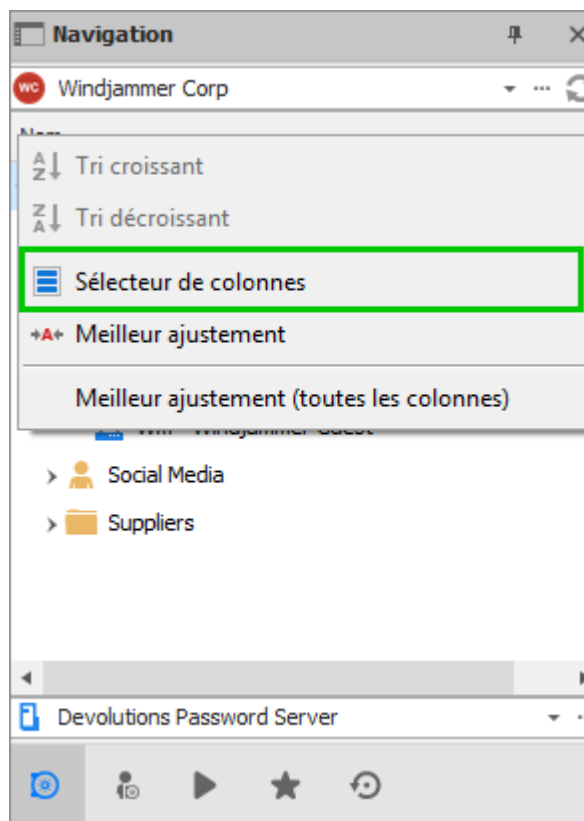 Navigation
WC Windjammer Corp
Tri croissant
Tri décroissant
Sélecteur de colonnes
Meilleur ajustement
Meilleur ajustement (toutes les colonnes)
Social Media
Suppliers
Devolutions Password Server